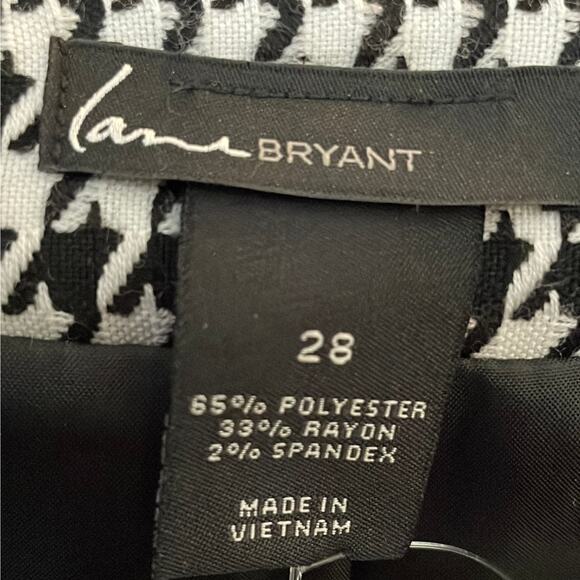 Lane BRYANT
28
65% POLYESTER
33% RAYON
2% SPANDEX
MADE IN
VIETNAM